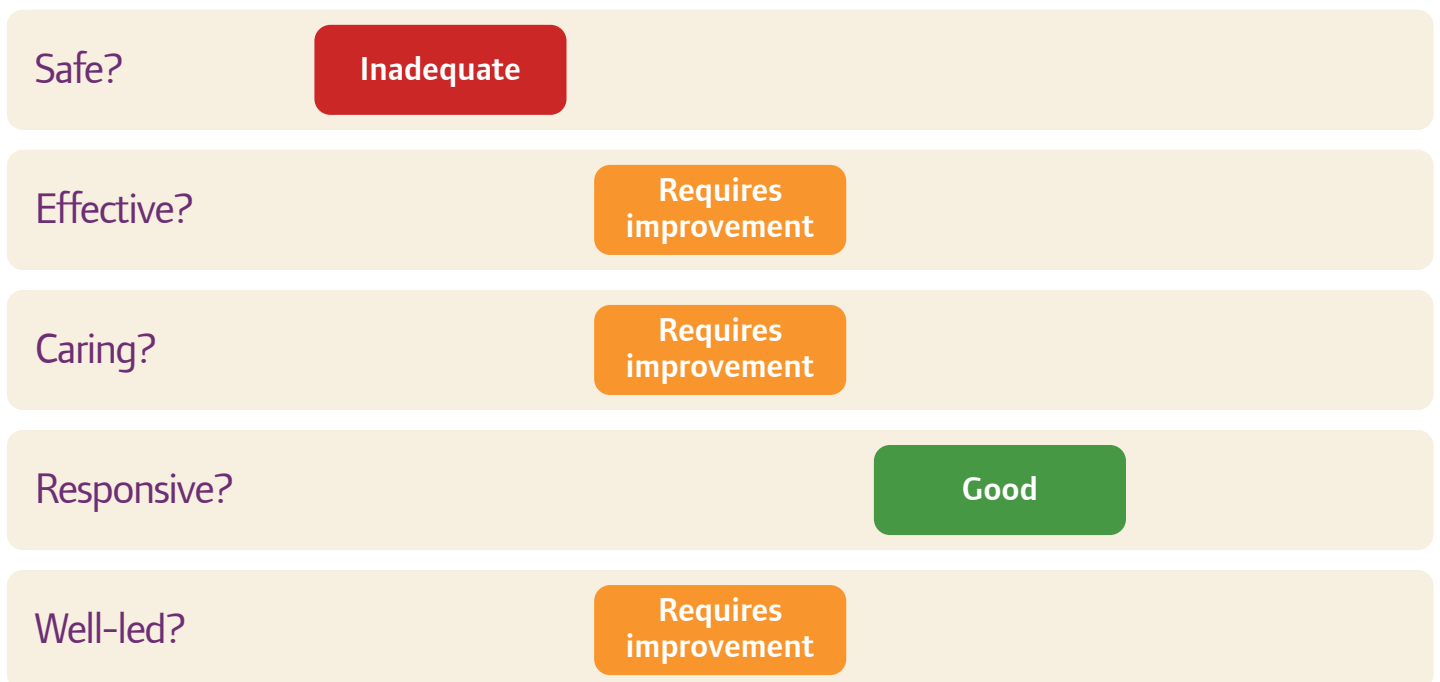 Safe?
Inadequate
Effective?
Requires
improvement
Caring?
Requires
improvement
Responsive?
Good
Well-led?
Requires
improvement